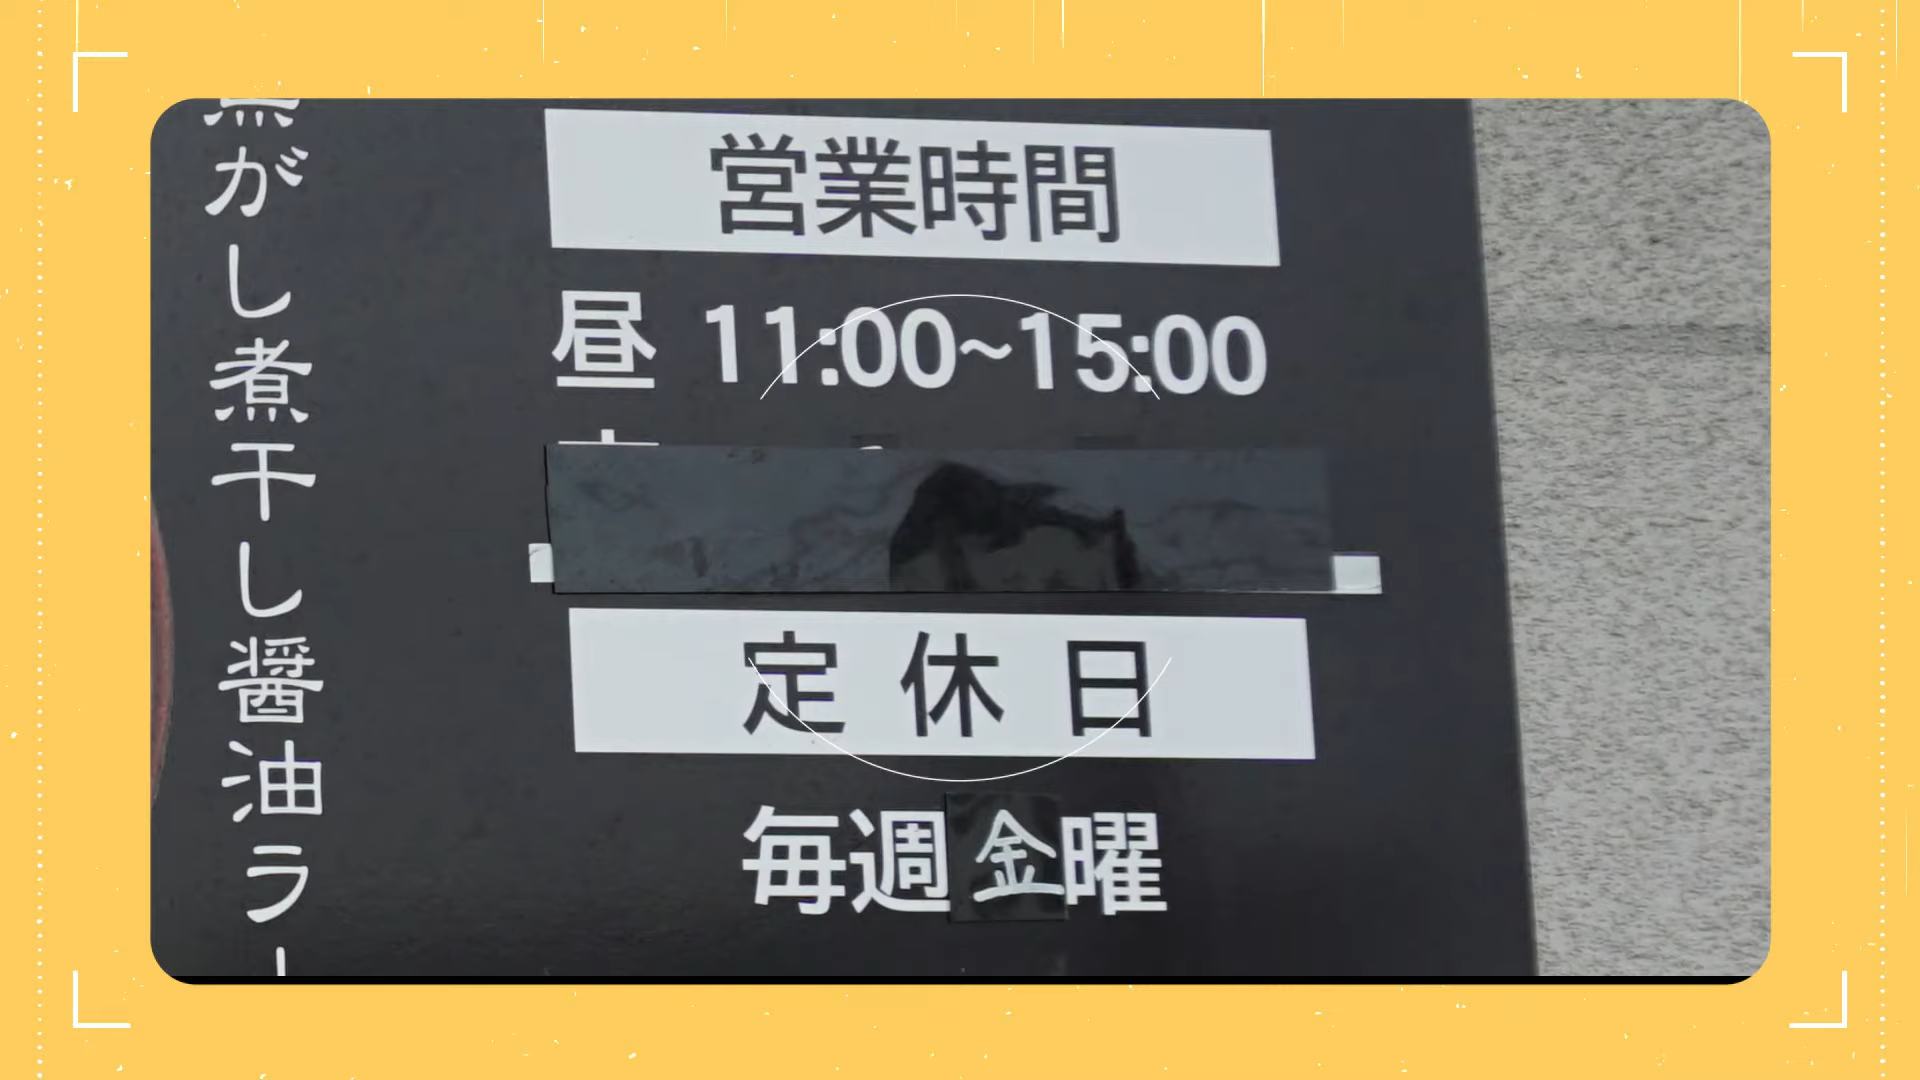 営業時間
昼 11:00~15:00
定休日
毎週金曜
焦がし煮干し醤油ラー